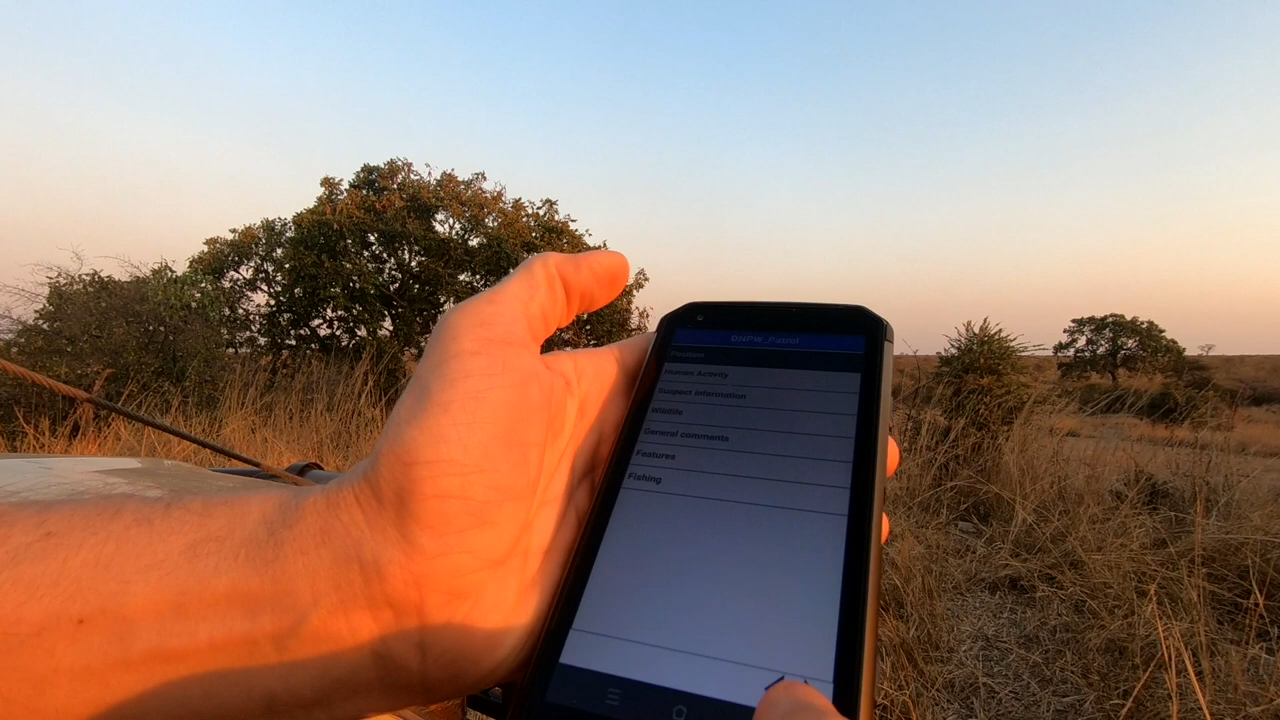 DNPW_Patrol
Position
Human Activity
Suspect information
Wildlife
General comments
Features
Fishing